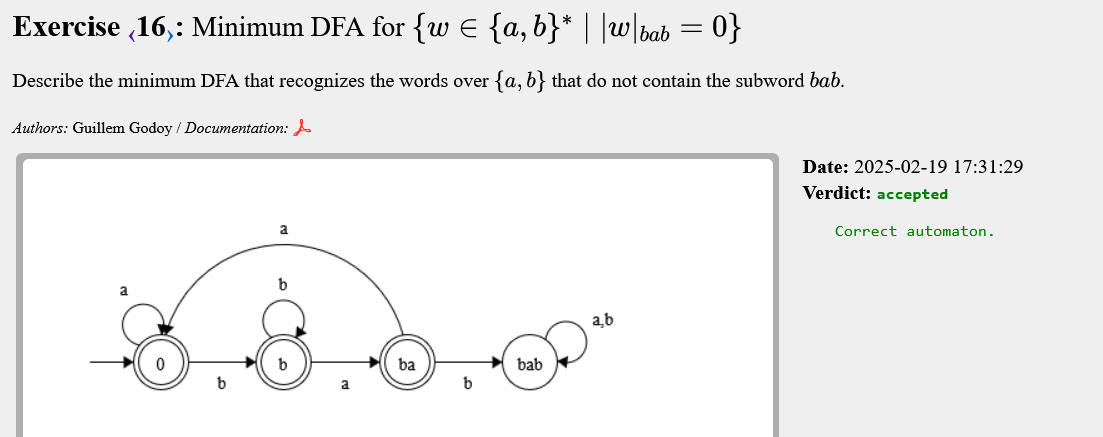 Exercise ‹16›: Minimum DFA for {w ∈ {a, b}* | |w|bab = 0}
Describe the minimum DFA that recognizes the words over {a, b} that do not contain the subword bab.
Authors: Guillem Godoy / Documentation:
Date: 2025-02-19 17:31:29
Verdict: accepted
Correct automaton.
a
b
a
a,b
0
b
ba
bab
b
a
b